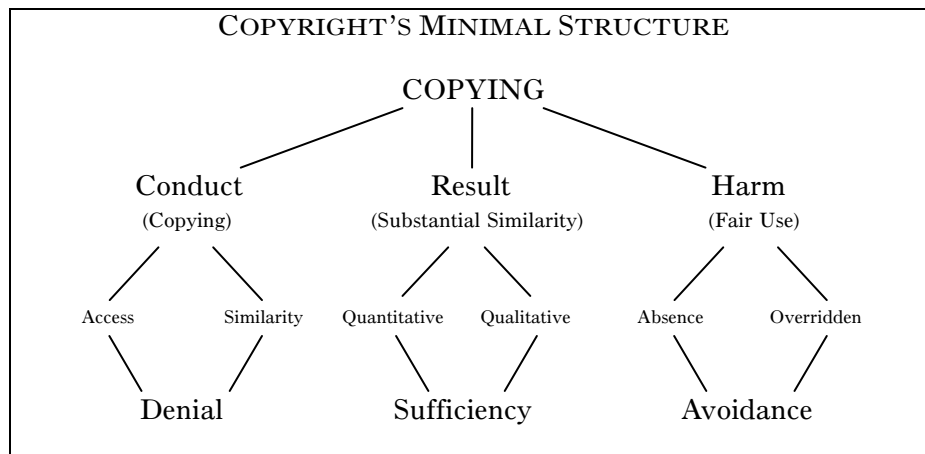 COPYRIGHT'S MINIMAL STRUCTURE
COPYING
Conduct Result Harm
(Copying) (Substantial Similarity) (Fair Use)
Access Similarity Quantitative Qualitative Absence Overridden
Denial Sufficiency Avoidance